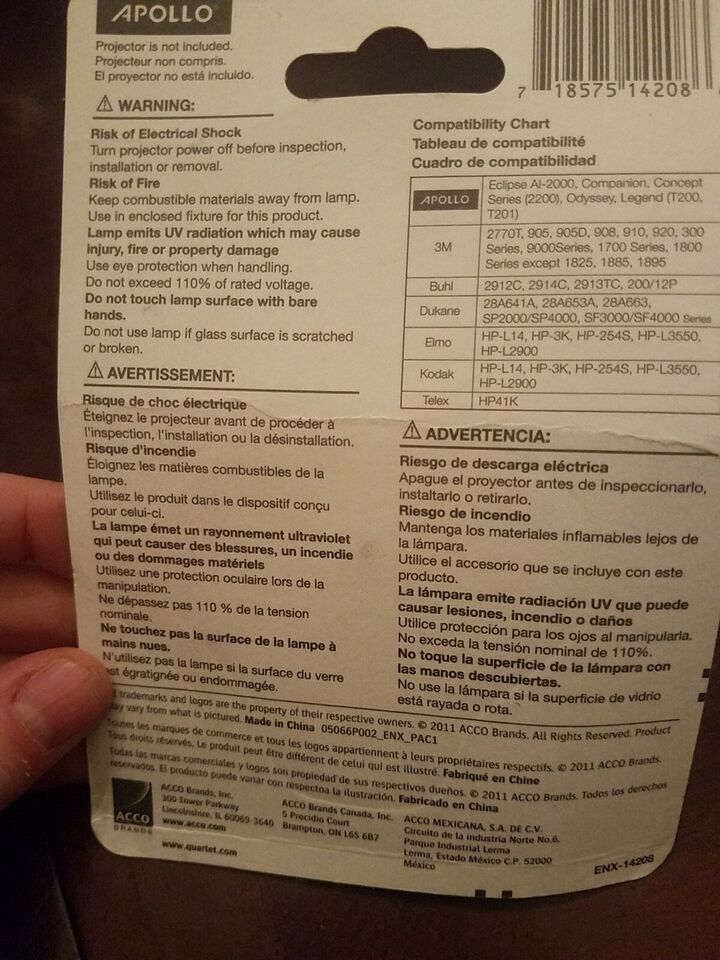 APOLLO
Projector is not included.
Projecteur non compris.
El proyector no está incluido.
⚠ WARNING:
Risk of Electrical Shock
Turn projector power off before inspection,
installation or removal.
Risk of Fire
Keep combustible materials away from lamp.
Use in enclosed fixture for this product.
Lamp emits UV radiation which may cause
injury, fire or property damage
Use eye protection when handling.
Do not exceed 110% of rated voltage.
Do not touch lamp surface with bare
hands.
Do not use lamp if glass surface is scratched
or broken.
⚠ AVERTISSEMENT:
Risque de choc électrique
Éteignez le projecteur avant de procéder à
l'inspection, l'installation ou la désinstallation.
Risque d'incendie
Éloignez les matières combustibles de la
lampe.
Utilisez le produit dans le dispositif conçu
pour celui-ci.
La lampe émet un rayonnement ultraviolet
qui peut causer des blessures, un incendie
ou des dommages matériels
Utilisez une protection oculaire lors de la
manipulation.
Ne dépassez pas 110 % de la tension
nominale.
Ne touchez pas la surface de la lampe à
mains nues.
N'utilisez pas la lampe si la surface du verre
est égratignée ou endommagée.
7 18575 14208
Compatibility Chart
Tableau de compatibilité
Cuadro de compatibilidad
APOLLO Eclipse AI-2000, Companion, Concept
Series (2200), Odyssey, Legend (T200,
T201)
3M 2770T, 905, 905D, 908, 910, 920, 300
Series, 9000Series, 1700 Series, 1800
Series except 1825, 1885, 1895
Buhl 2912C, 2914C, 2913TC, 200/12P
Dukane 28A641A, 28A653A, 28A663,
SP2000/SP4000, SF3000/SF4000 Series
Elmo HP-L14, HP-3K, HP-254S, HP-L3550,
HP-L2900
Kodak HP-L14, HP-3K, HP-254S, HP-L3550,
HP-L2900
Telex HP41K
⚠ ADVERTENCIA:
Riesgo de descarga eléctrica
Apague el proyector antes de inspeccionarlo,
instaltarlo o retirarlo.
Riesgo de incendio
Mantenga los materiales inflamables lejos de
la lámpara.
Utilice el accesorio que se incluye con este
producto.
La lámpara emite radiación UV que puede
causar lesiones, incendio o daños
Utilice protección para los ojos al manipularla.
No exceda la tensión nominal de 110%.
No toque la superficie de la lámpara con
las manos descubiertas.
No use la lámpara si la superficie de vidrio
está rayada o rota.
trademarks and logos are the property of their respective owners. © 2011 ACCO Brands. All Rights Reserved. Product
may vary from what is pictured. Made in China 05066P002_ENX_PAC1
Toutes les marques de commerce et tous les logos appartiennent à leurs propriétaires respectifs. © 2011 ACCO Brands.
Tous droits réservés. Le produit peut être différent de celui qui est illustré. Fabriqué en Chine
Todas las marcas comerciales y logos son propiedad de sus respectivos dueños. © 2011 ACCO Brands. Todos los derechos
reservados. El producto puede variar con respectoa la ilustración. Fabricado en China
ACCO
BRANDS
ACCO Brands, Inc.
300 Tower Parkway
Lincolnshire, IL 60069-3640
www.acco.com
www.quartet.com
ACCO Brands Canada, Inc.
5 Precidio Court
Brampton, ON L6S 6B7
ACCO MEXICANA, S.A. DE C.V.
Circuito de la industria Norte No.6,
Parque Industrial Lerma
Lerma, Estado México C.P. 52000
México
ENX-14208